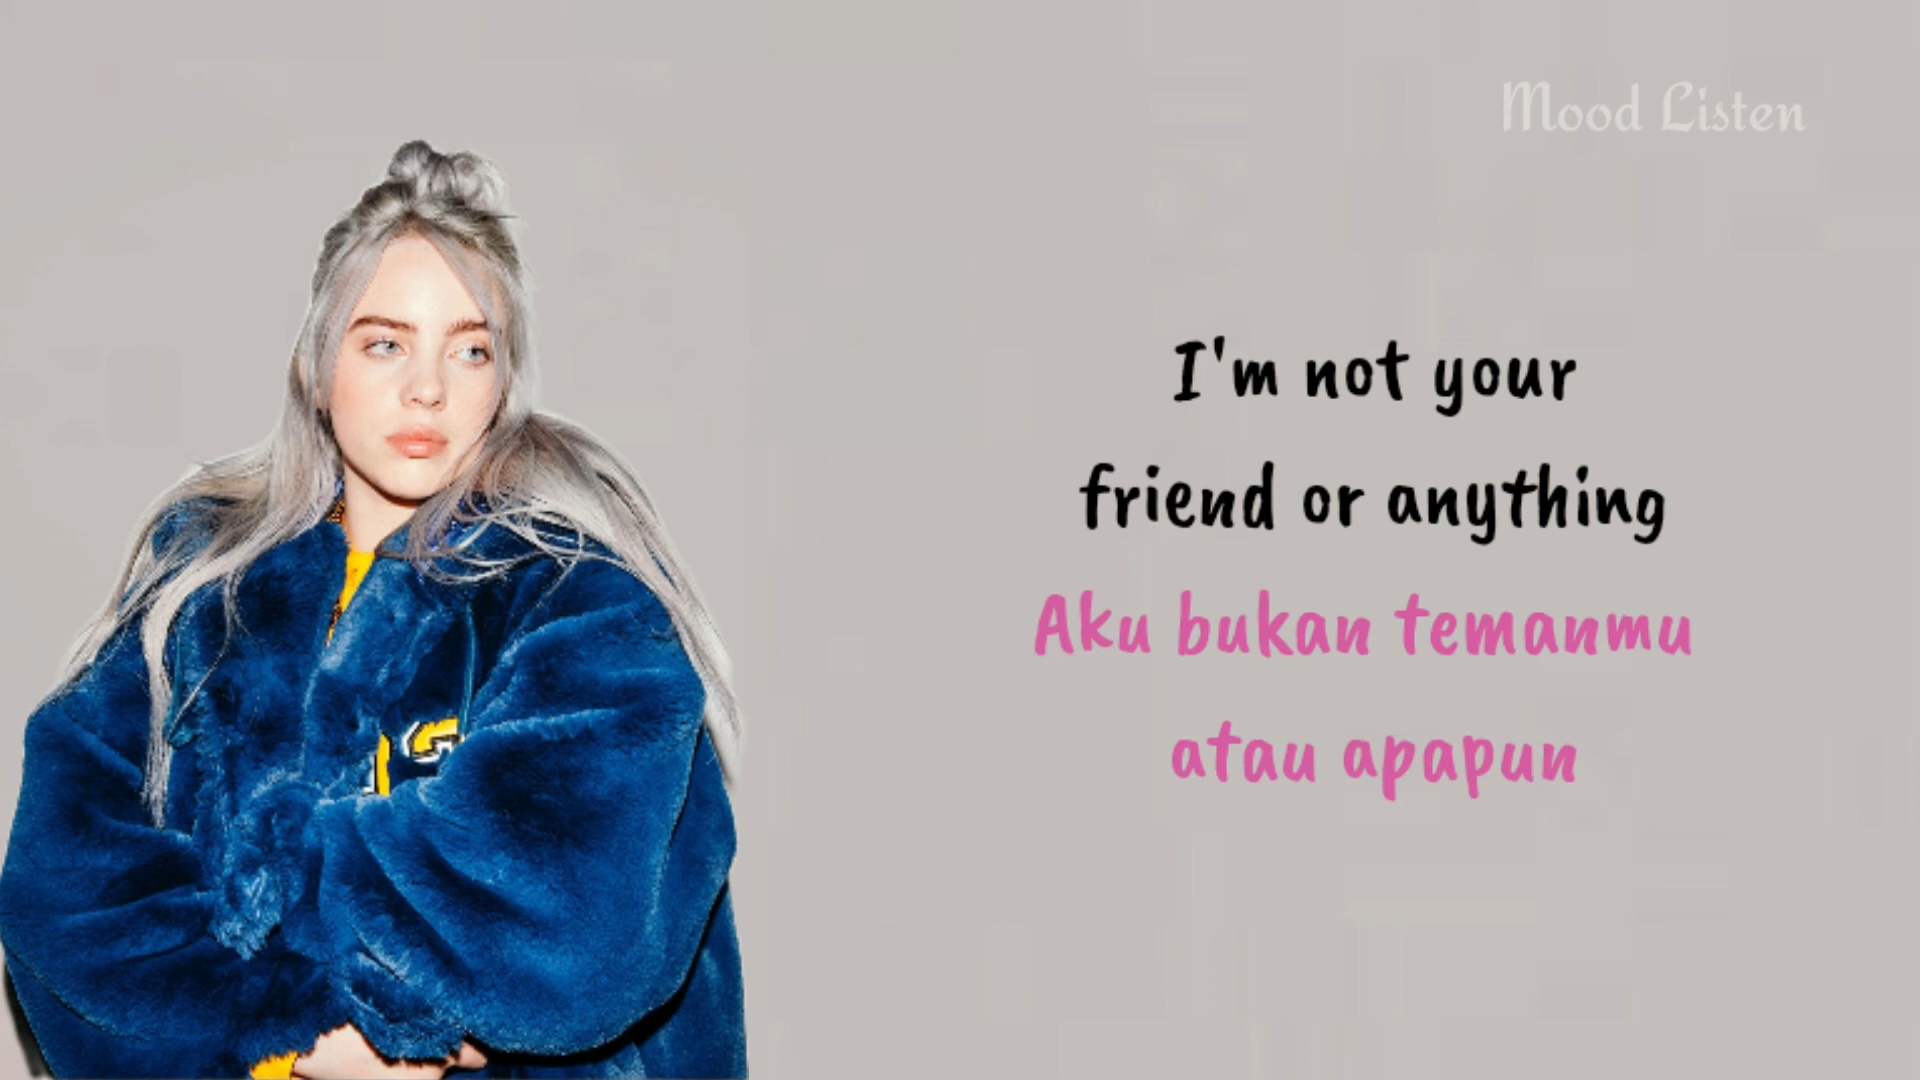 Mood Listen
I'm not your
friend or anything
Aku bukan temanmu
atau apapun